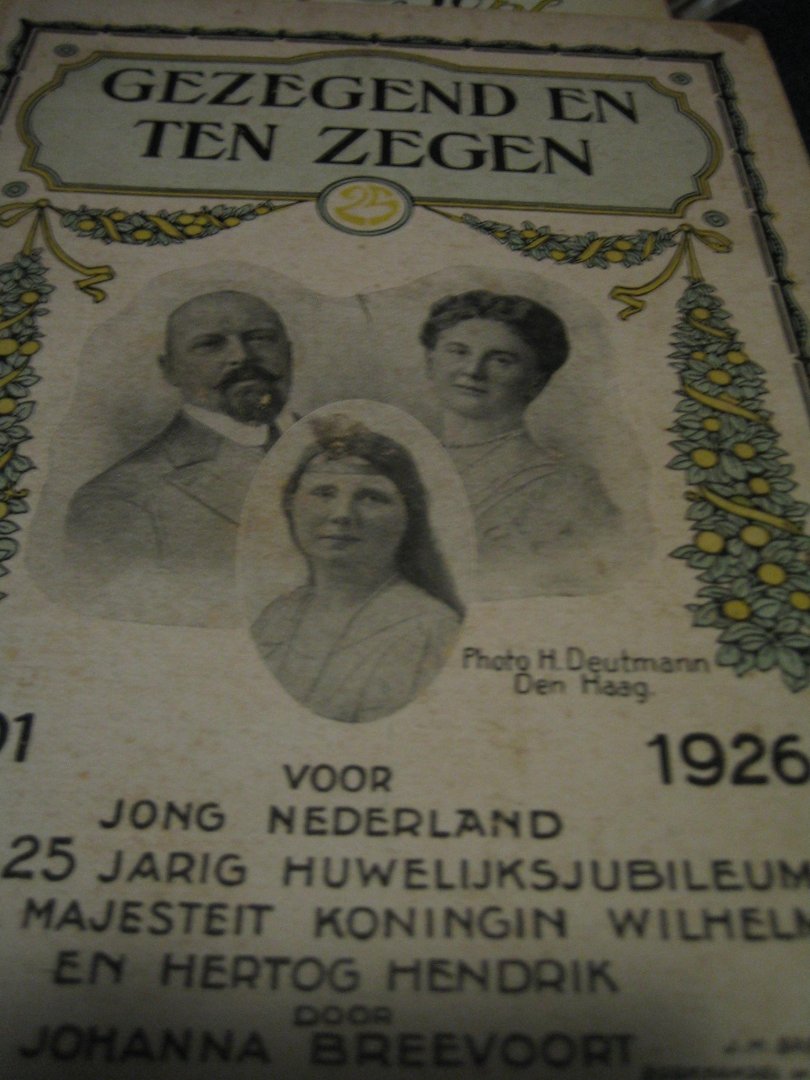 GEZEGEND EN
TEN ZEGEN
25
Photo H. Deutmann
Den Haag.
01 1926
VOOR
JONG NEDERLAND
25 JARIG HUWELIJKSJUBILEUM
MAJESTEIT KONINGIN WILHELM
EN HERTOG HENDRIK
DOOR
JOHANNA BREEVOORT